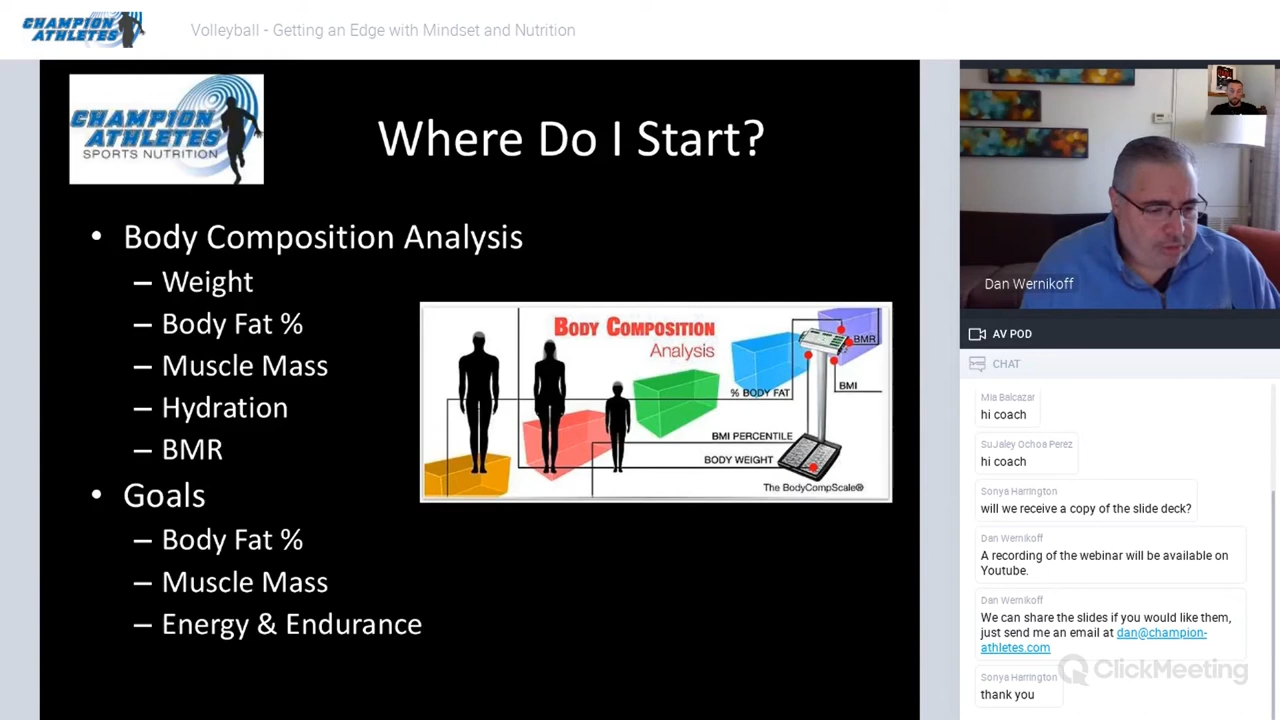 CHAMPION
ATHLETES
Volleyball - Getting an Edge with Mindset and Nutrition
CHAMPION
ATHLETES
SPORTS NUTRITION
Where Do I Start?
• Body Composition Analysis
– Weight
– Body Fat %
– Muscle Mass
– Hydration
– BMR
• Goals
– Body Fat %
– Muscle Mass
– Energy & Endurance
BODY COMPOSITION
Analysis
BMR
BMI
% BODY FAT
BMI PERCENTILE
BODY WEIGHT
The BodyCompScale®
Dan Wernikoff
AV POD
CHAT
Mia Balcazar
hi coach
SuJaley Ochoa Perez
hi coach
Sonya Harrington
will we receive a copy of the slide deck?
Dan Wernikoff
A recording of the webinar will be available on
Youtube.
Dan Wernikoff
We can share the slides if you would like them,
just send me an email at dan@champion-
athletes.com
Sonya Harrington
thank you
ClickMeeting